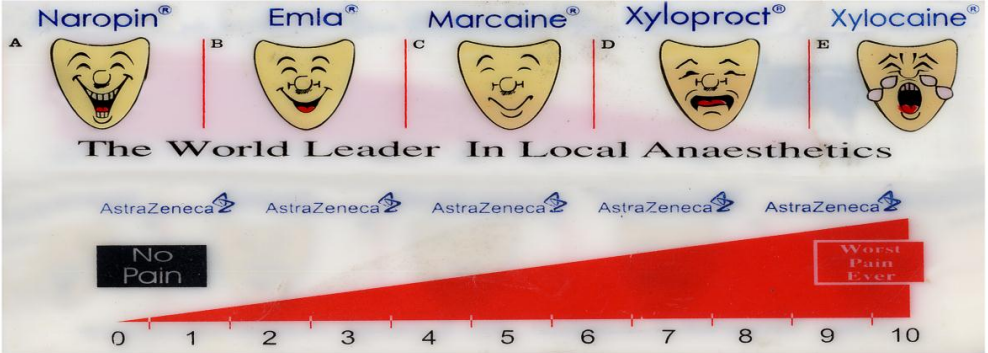 Naropin® Emla® Marcaine® Xyloproct® Xylocaine®
A B C D E
The World Leader In Local Anaesthetics
AstraZeneca AstraZeneca AstraZeneca AstraZeneca AstraZeneca
No
Pain
Worst
Pain
Ever
0 1 2 3 4 5 6 7 8 9 10